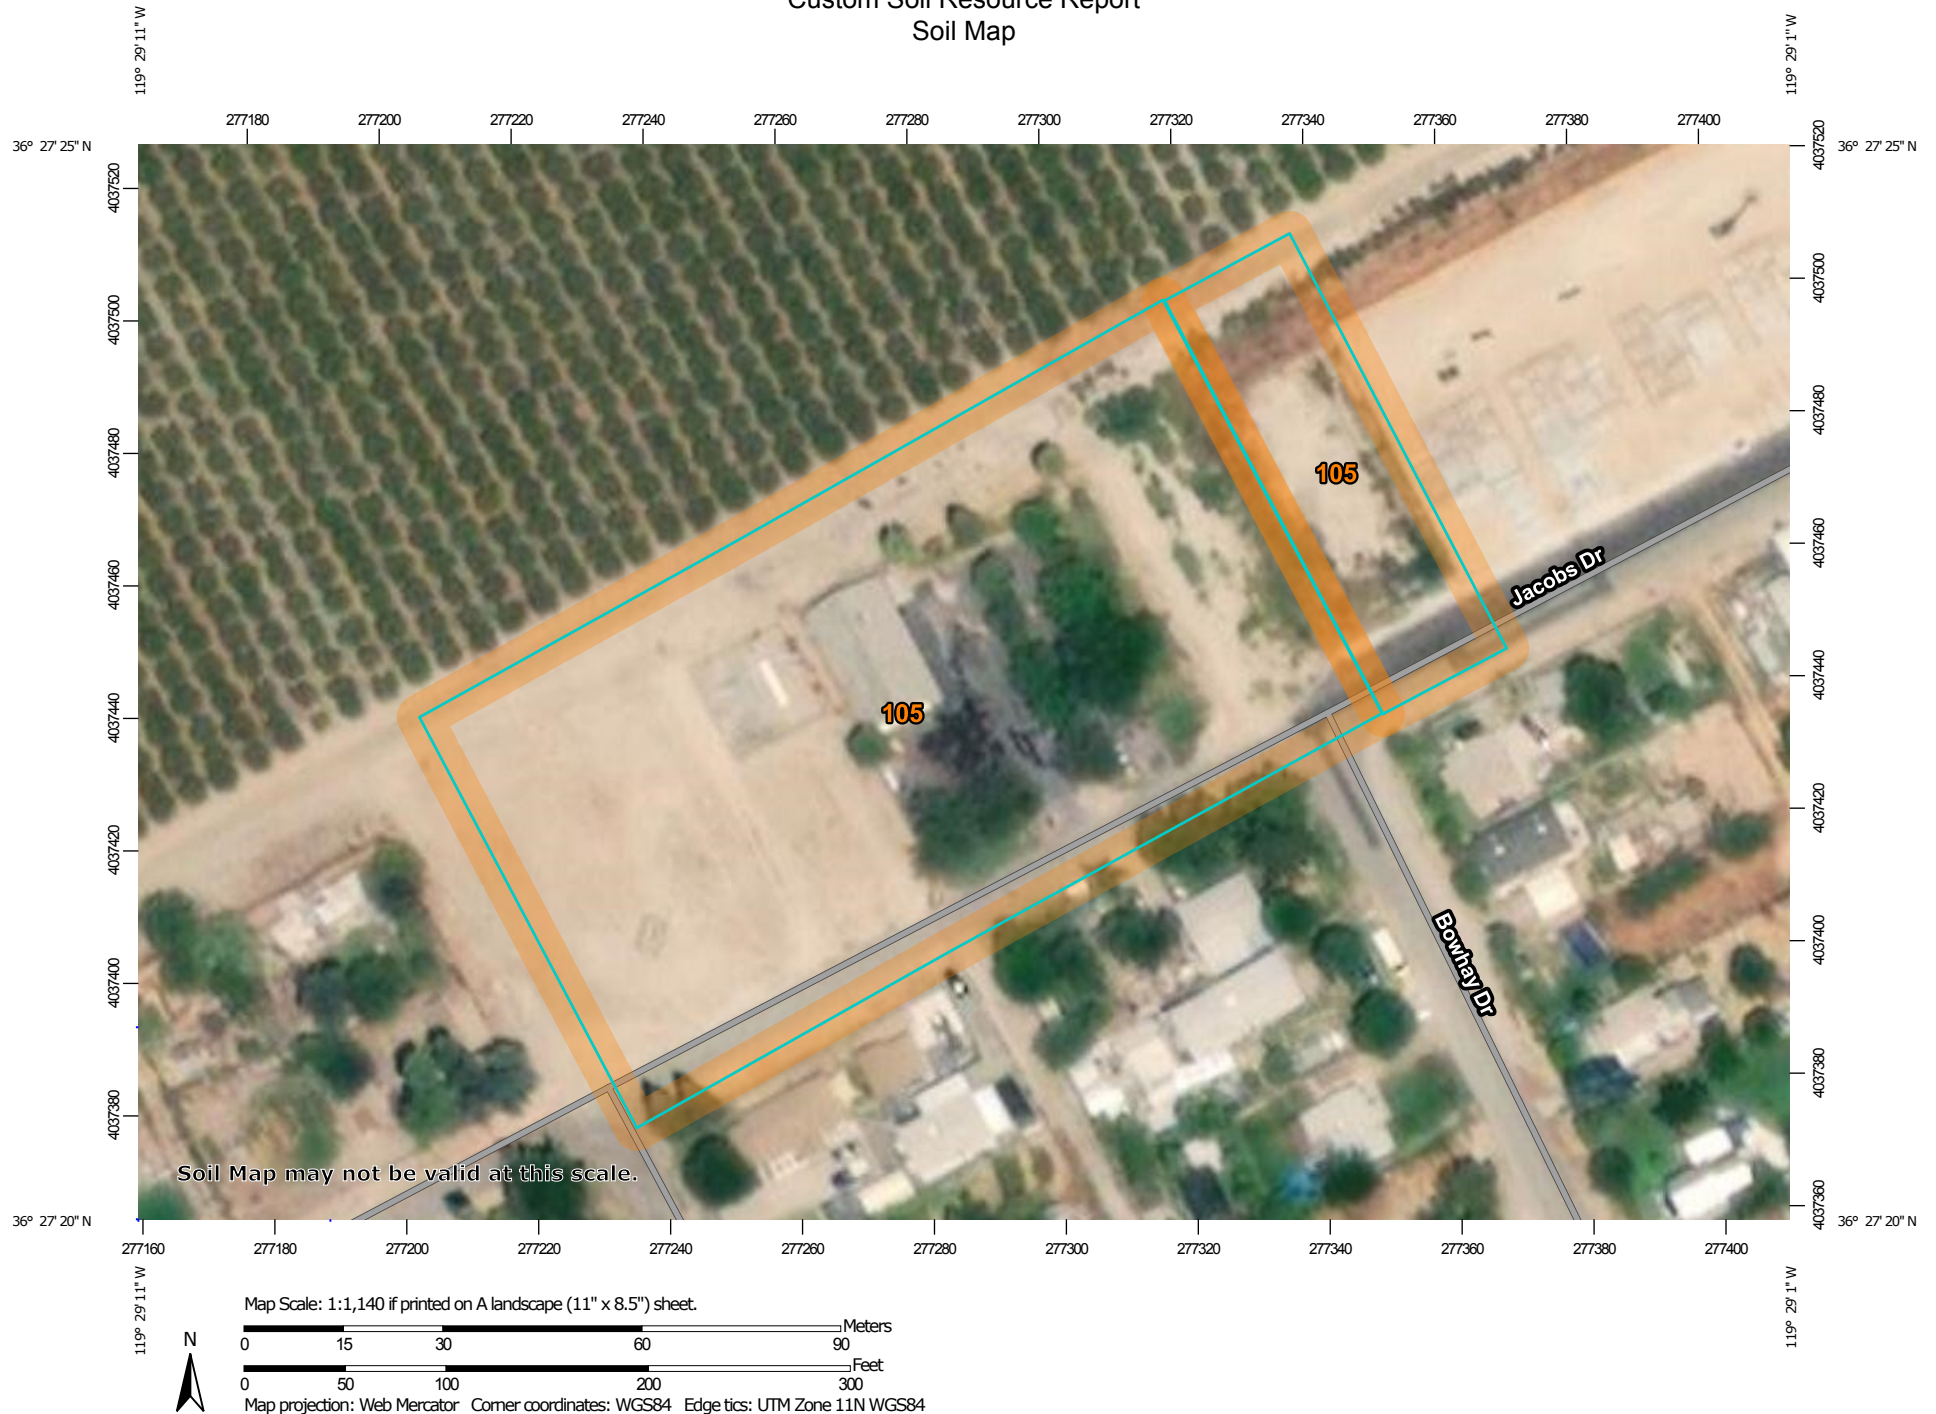 Custom Soil Resource Report
Soil Map
119° 29' 11" W
119° 29' 1" W
277180 277200 277220 277240 277260 277280 277300 277320 277340 277360 277380 277400
36° 27' 25" N
36° 27' 25" N
4037520
4037500
4037480
4037460
4037440
4037420
4037400
4037380
4037520
4037500
4037480
4037460
4037440
4037420
4037400
4037380
4037360
105
105
Jacobs Dr
Bowhay Dr
Soil Map may not be valid at this scale.
36° 27' 20" N
36° 27' 20" N
277160 277180 277200 277220 277240 277260 277280 277300 277320 277340 277360 277380 277400
119° 29' 11" W
119° 29' 1" W
Map Scale: 1:1,140 if printed on A landscape (11" x 8.5") sheet.
N
Meters
0 15 30 60 90
Feet
0 50 100 200 300
Map projection: Web Mercator Corner coordinates: WGS84 Edge tics: UTM Zone 11N WGS84